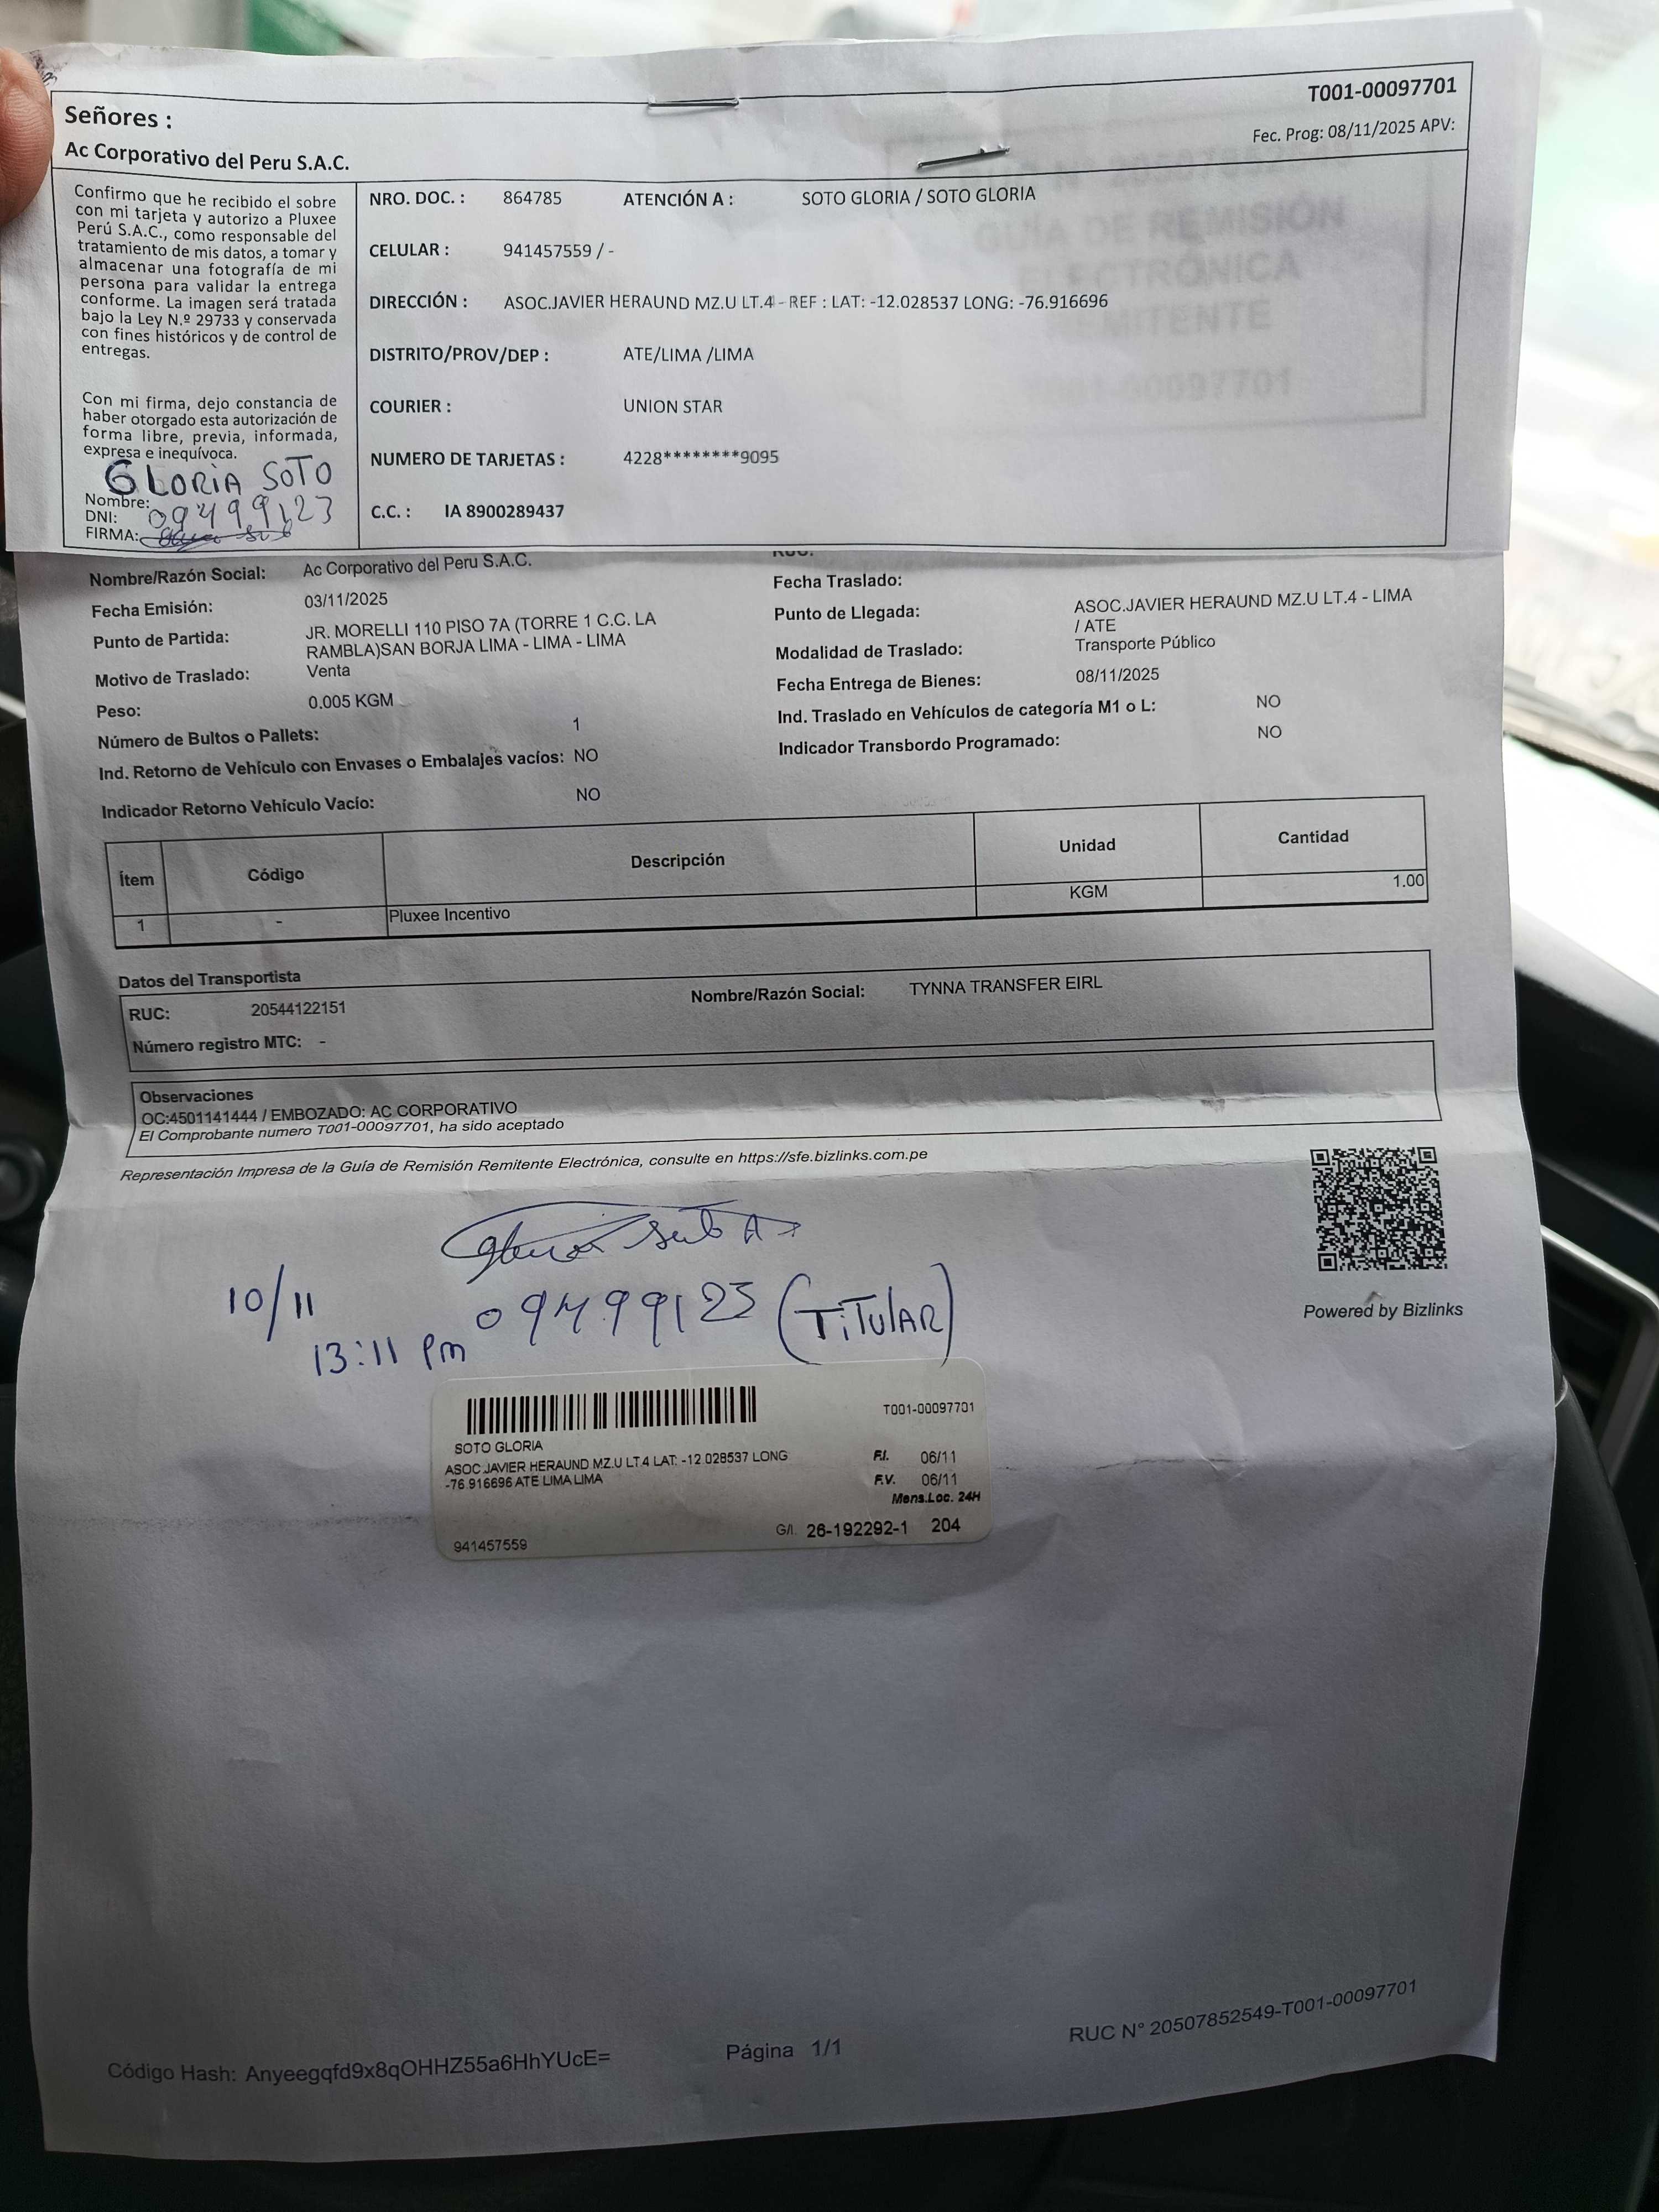 T001-00097701
Señores :
Fec. Prog: 08/11/2025 APV:
Ac Corporativo del Peru S.A.C.
Confirmo que he recibido el sobre
con mi tarjeta y autorizo a Pluxee
Perú S.A.C., como responsable del
tratamiento de mis datos, a tomar y
almacenar una fotografía de mi
persona para validar la entrega
conforme. La imagen será tratada
bajo la Ley N.º 29733 y conservada
con fines históricos y de control de
entregas.
Con mi firma, dejo constancia de
haber otorgado esta autorización de
forma libre, previa, informada,
expresa e inequívoca.
GLORIA SOTO
Nombre:
DNI: 09499123
FIRMA:
NRO. DOC. : 864785 ATENCIÓN A : SOTO GLORIA / SOTO GLORIA
CELULAR : 941457559 / -
DIRECCIÓN : ASOC.JAVIER HERAUND MZ.U LT.4 - REF : LAT: -12.028537 LONG: -76.916696
DISTRITO/PROV/DEP : ATE/LIMA /LIMA
COURIER : UNION STAR
NUMERO DE TARJETAS : 4228********9095
C.C. : IA 8900289437
GUÍA DE REMISIÓN
ELECTRÓNICA
REMITENTE
T001-00097701
Nombre/Razón Social: Ac Corporativo del Peru S.A.C.
Fecha Emisión: 03/11/2025
Punto de Partida: JR. MORELLI 110 PISO 7A (TORRE 1 C.C. LA
RAMBLA)SAN BORJA LIMA - LIMA - LIMA
Motivo de Traslado: Venta
Peso: 0.005 KGM
Número de Bultos o Pallets: 1
Ind. Retorno de Vehículo con Envases o Embalajes vacíos: NO
Indicador Retorno Vehículo Vacío: NO
RUC:
Fecha Traslado:
Punto de Llegada: ASOC.JAVIER HERAUND MZ.U LT.4 - LIMA
/ ATE
Modalidad de Traslado: Transporte Público
Fecha Entrega de Bienes: 08/11/2025
Ind. Traslado en Vehículos de categoría M1 o L: NO
Indicador Transbordo Programado: NO
Ítem Código Descripción Unidad Cantidad
1 - Pluxee Incentivo KGM 1.00
Datos del Transportista
RUC: 20544122151 Nombre/Razón Social: TYNNA TRANSFER EIRL
Número registro MTC: -
Observaciones
OC:4501141444 / EMBOZADO: AC CORPORATIVO
El Comprobante numero T001-00097701, ha sido aceptado
Representación Impresa de la Guía de Remisión Remitente Electrónica, consulte en https://sfe.bizlinks.com.pe
Powered by Bizlinks
10/11 09499123 (TiTulAR)
13:11 pm
T001-00097701
SOTO GLORIA
ASOC.JAVIER HERAUND MZ.U LT.4 LAT: -12.028537 LONG
-76.916696 ATE LIMA LIMA
F.I. 06/11
F.V. 06/11
Mens.Loc. 24H
G/I. 26-192292-1 204
941457559
Código Hash: Anyeegqfd9x8qOHHZ55a6HhYUcE=
Página 1/1
RUC N° 20507852549-T001-00097701